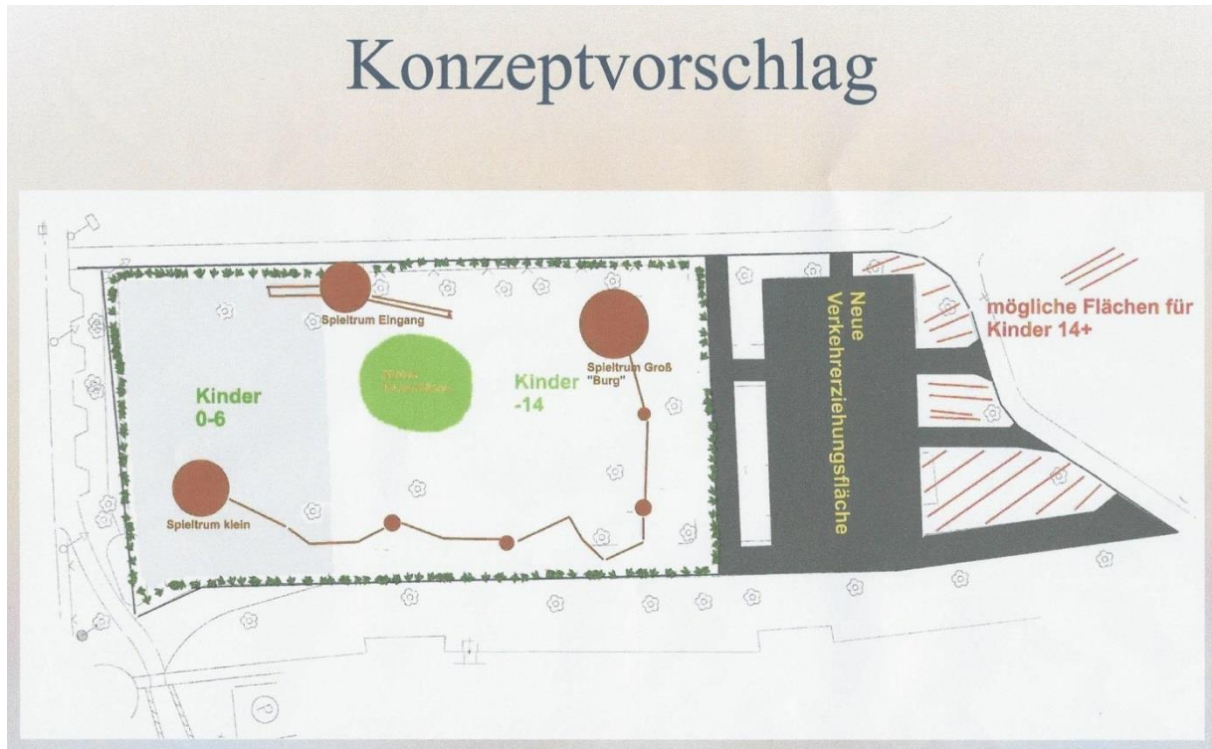 Konzeptvorschlag
Spieltrum Eingang
Spieltrum Groß
"Burg"
Kinder
0-6
Kinder
-14
Spieltrum klein
Neue
Verkehrerziehungsfläche
mögliche Flächen für
Kinder 14+
P